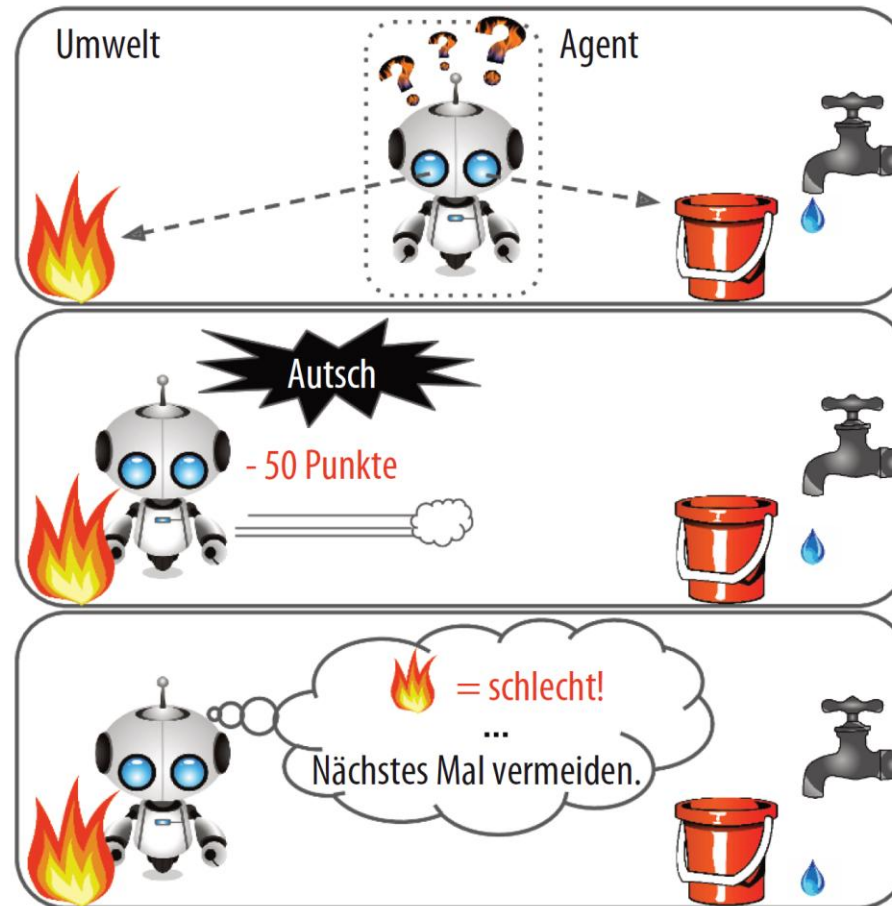 ? ? ?
Umwelt
Agent
Autsch
- 50 Punkte
= schlecht!
...
Nächstes Mal vermeiden.